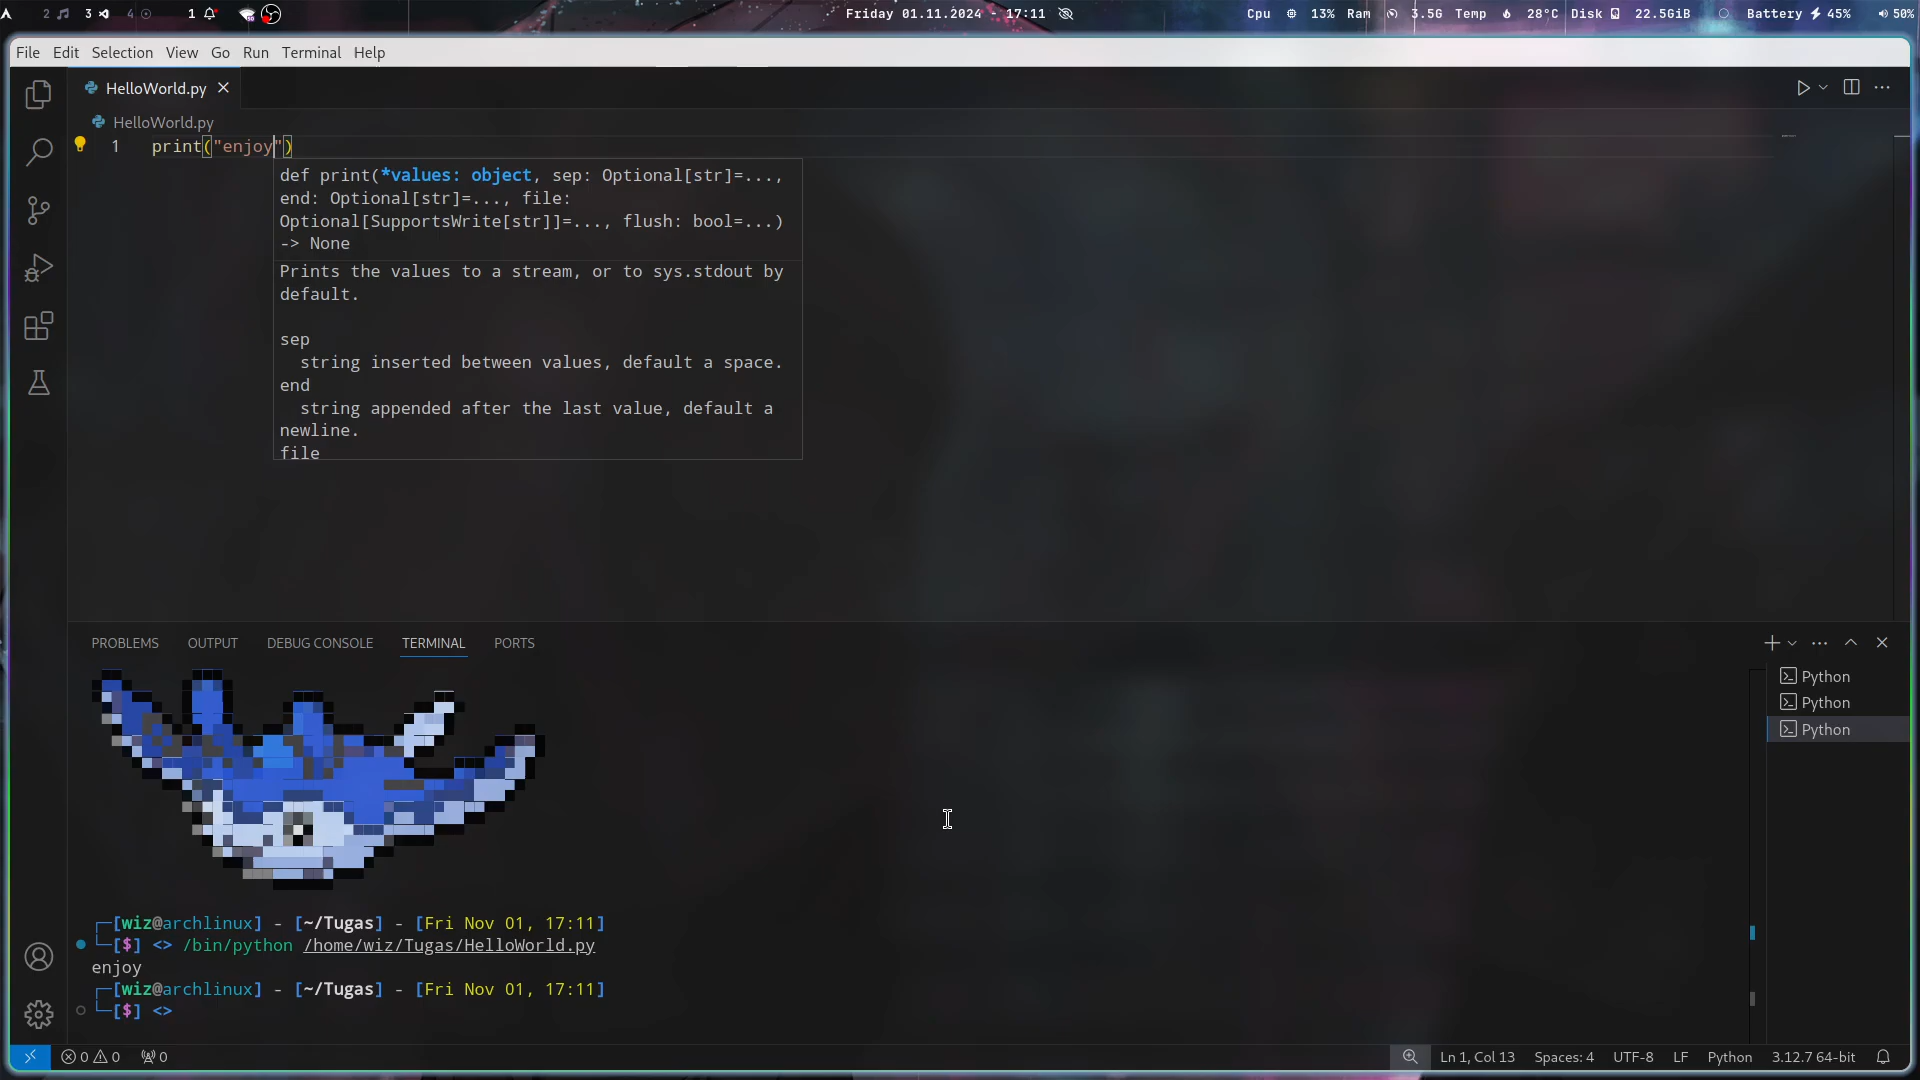 2 3 4 1 Friday 01.11.2024 - 17:11 Cpu 13% Ram 3.5G Temp 28°C Disk 22.5GiB Battery 45% 50%
File Edit Selection View Go Run Terminal Help
HelloWorld.py
HelloWorld.py
1 print("enjoy")
def print(*values: object, sep: Optional[str]=...,
end: Optional[str]=..., file:
Optional[SupportsWrite[str]]=..., flush: bool=...)
-> None
Prints the values to a stream, or to sys.stdout by
default.
sep
string inserted between values, default a space.
end
string appended after the last value, default a
newline.
file
PROBLEMS OUTPUT DEBUG CONSOLE TERMINAL PORTS
Python
Python
Python
┌─[wiz@archlinux] - [~/Tugas] - [Fri Nov 01, 17:11]
└─[$] <> /bin/python /home/wiz/Tugas/HelloWorld.py
enjoy
┌─[wiz@archlinux] - [~/Tugas] - [Fri Nov 01, 17:11]
└─[$] <>
0 0 0 Ln 1, Col 13 Spaces: 4 UTF-8 LF Python 3.12.7 64-bit